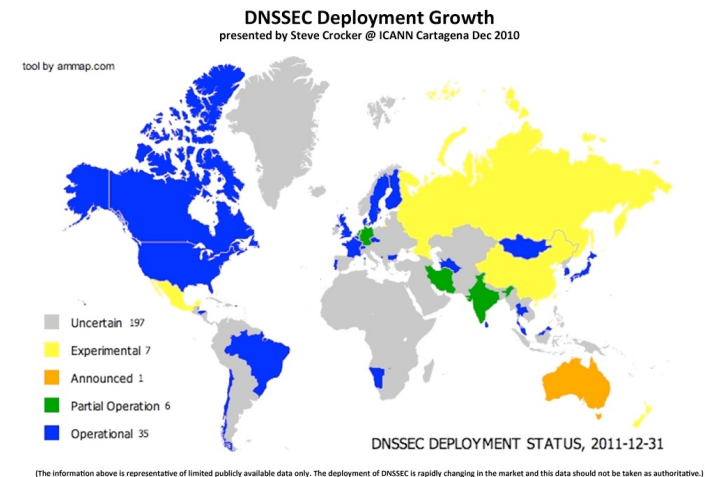 DNSSEC Deployment Growth
presented by Steve Crocker @ ICANN Cartagena Dec 2010
tool by ammap.com
Uncertain 197
Experimental 7
Announced 1
Partial Operation 6
Operational 35
DNSSEC DEPLOYMENT STATUS, 2011-12-31
(The information above is representative of limited publicly available data only. The deployment of DNSSEC is rapidly changing in the market and this data should not be taken as authoritative.)